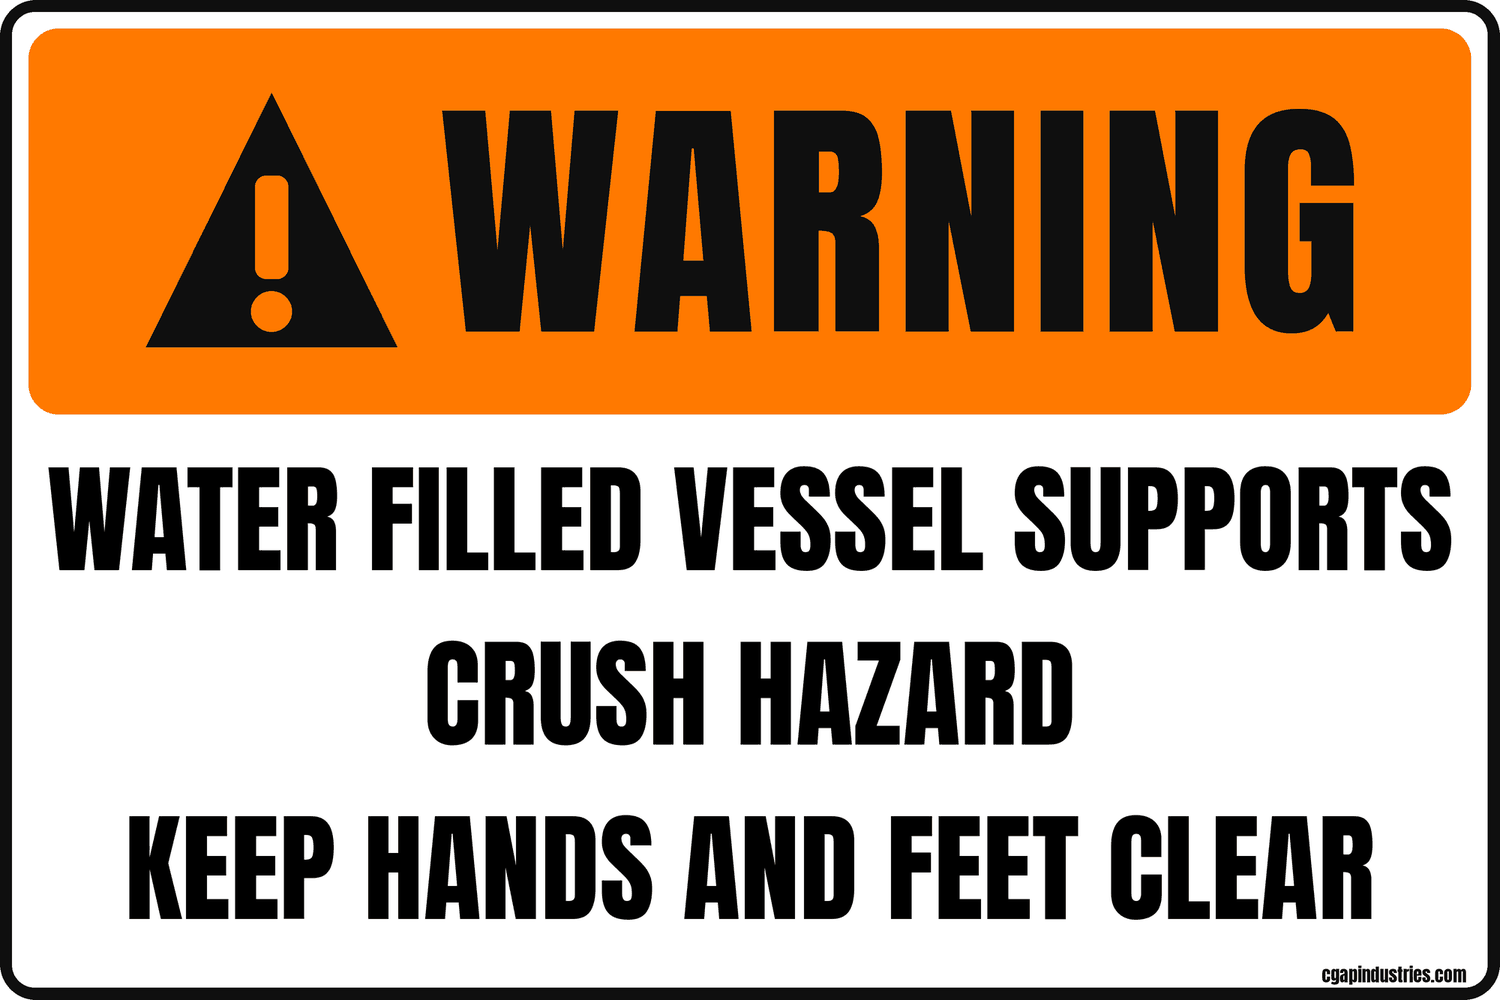 WARNING
WATER FILLED VESSEL SUPPORTS
CRUSH HAZARD
KEEP HANDS AND FEET CLEAR
cgapindustries.com